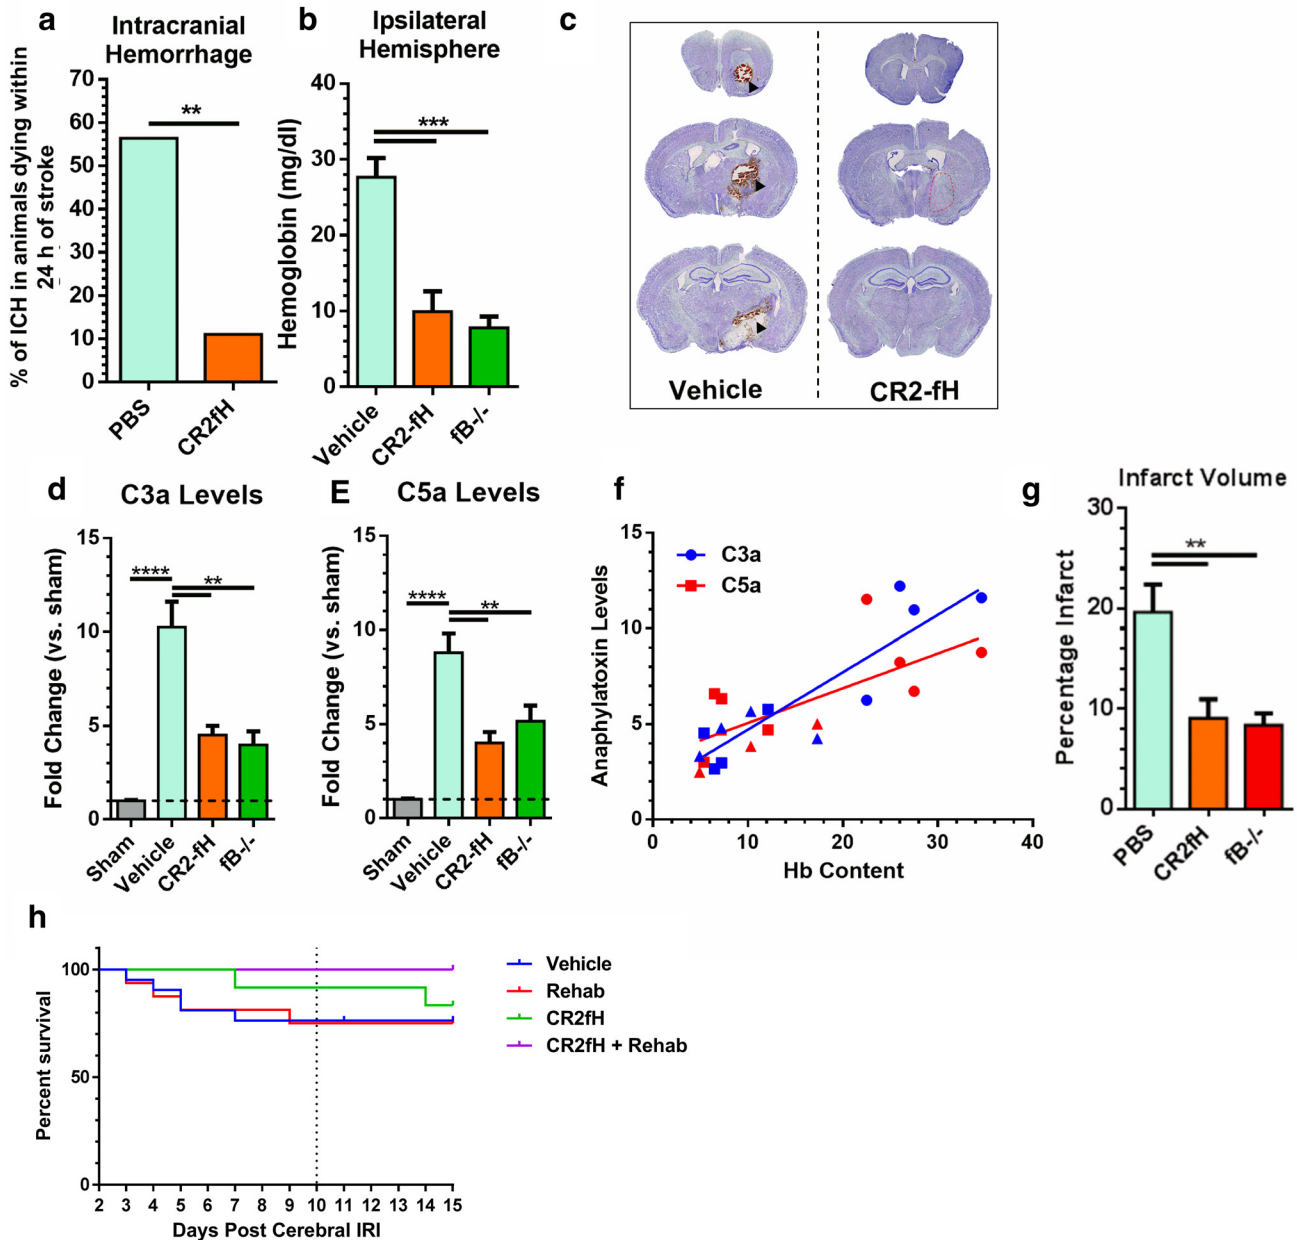 a
Intracranial
Hemorrhage
% of ICH in animals dying within
24 h of stroke
70
60
50
40
30
20
10
0
**
PBS
CR2fH
b
Ipsilateral
Hemisphere
Hemoglobin (mg/dl)
40
30
20
10
0
***
Vehicle
CR2-fH
fB-/-
c
Vehicle
CR2-fH
d
C3a Levels
Fold Change (vs. sham)
15
10
5
0
****
**
Sham
Vehicle
CR2-fH
fB-/-
E
C5a Levels
Fold Change (vs. sham)
15
10
5
0
****
**
Sham
Vehicle
CR2-fH
fB-/-
f
Anaphylatoxin Levels
15
10
5
0
C3a
C5a
0 10 20 30 40
Hb Content
g
Infarct Volume
Percentage Infarct
30
20
10
0
**
PBS
CR2fH
fB-/-
h
Percent survival
100
50
0
2 3 4 5 6 7 8 9 10 11 12 13 14 15
Days Post Cerebral IRI
Vehicle
Rehab
CR2fH
CR2fH + Rehab